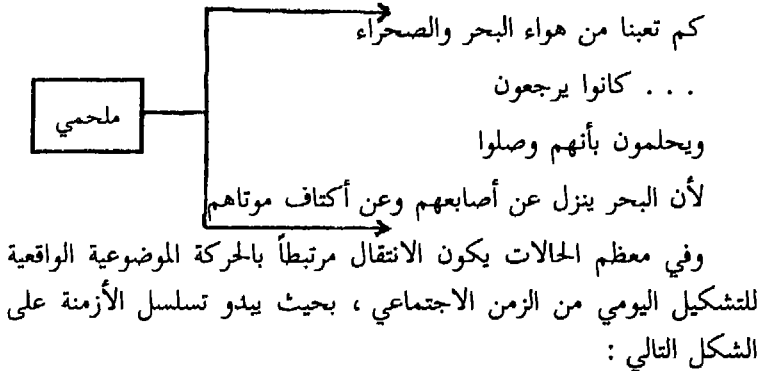 كم تعبنا من هواء البحر والصحراء
. . . كانوا يرجعون
ملحمي
ويحلمون بأنهم وصلوا
لأن البحر ينزل عن أصابعهم وعن أكتاف موتاهم
وفي معظم الحالات يكون الانتقال مرتبطاً بالحركة الموضوعية الواقعية
للتشكيل اليومي من الزمن الاجتماعي ، بحيث يبدو تسلسل الأزمنة على
الشكل التالي :